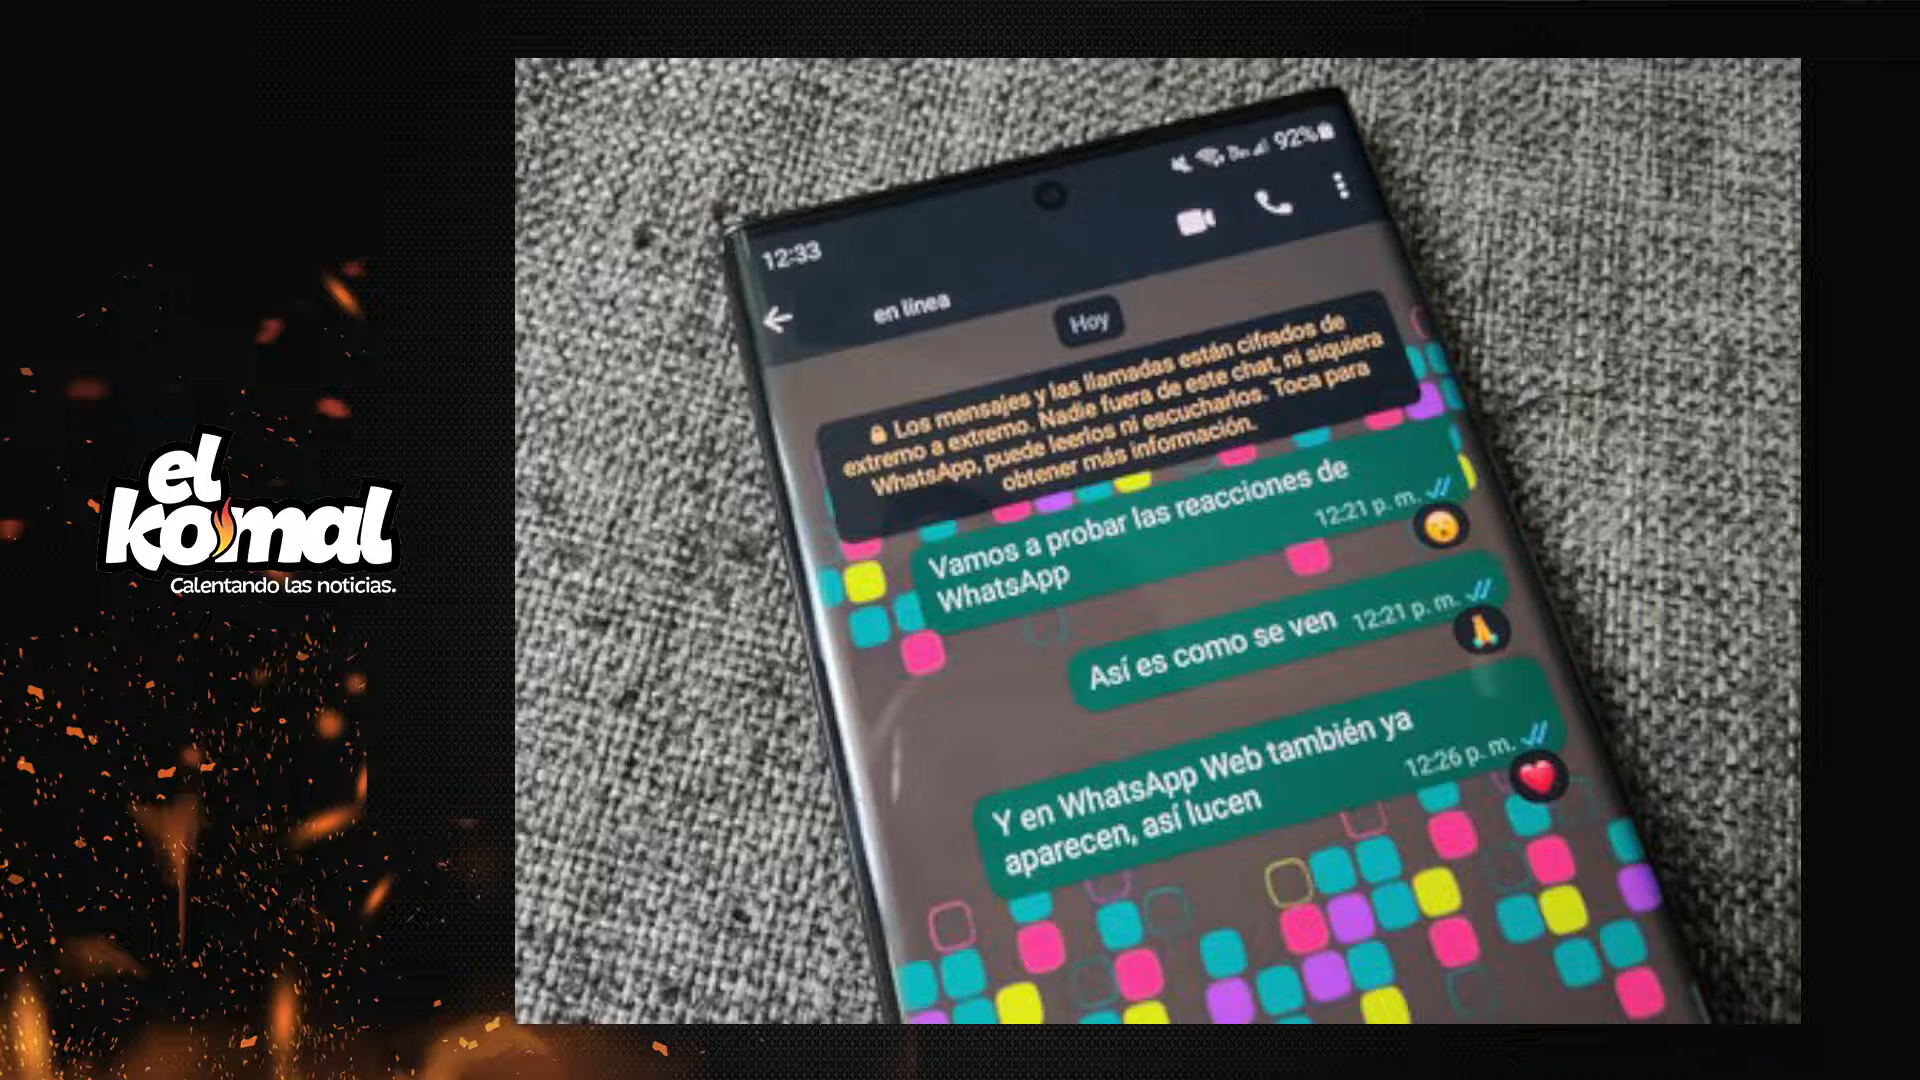 el
komal
Calentando las noticias.
92%
12:33
en línea
Hoy
Los mensajes y las llamadas están cifrados de
extremo a extremo. Nadie fuera de este chat, ni siquiera
WhatsApp, puede leerlos ni escucharlos. Toca para
obtener más información.
Vamos a probar las reacciones de
WhatsApp
12:21 p. m.
Así es como se ven
12:21 p. m.
Y en WhatsApp Web también ya
aparecen, así lucen
12:26 p. m.